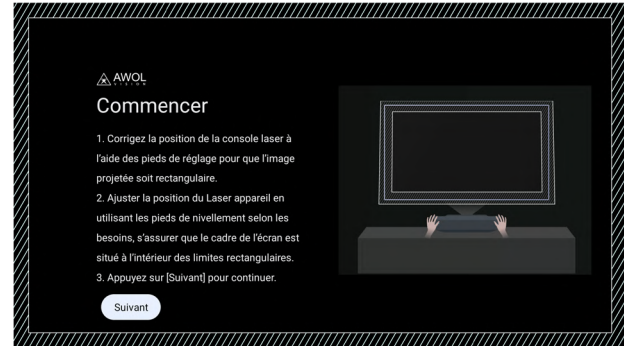 AWOL
VISION
Commencer
1. Corrigez la position de la console laser à
l'aide des pieds de réglage pour que l'image
projetée soit rectangulaire.
2. Ajuster la position du Laser appareil en
utilisant les pieds de nivellement selon les
besoins, s'assurer que le cadre de l'écran est
situé à l'intérieur des limites rectangulaires.
3. Appuyez sur [Suivant] pour continuer.
Suivant